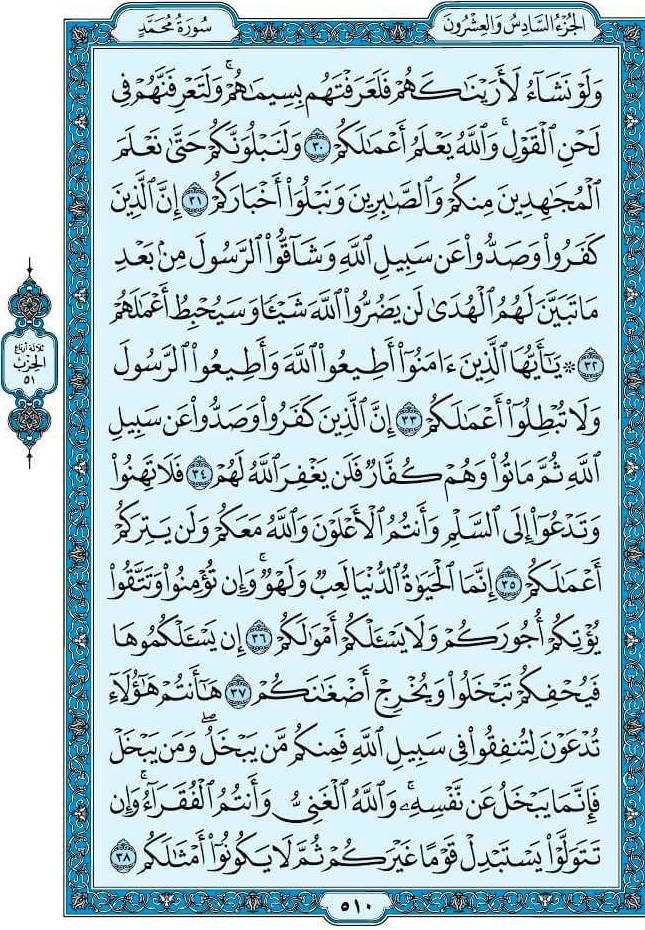 الجُزْءُ السَّادِسُ وَالعِشْرُونَ
سُورَةُ مُحَمَّدٍ
وَلَوْ نَشَآءُ لَأَرَيْنَٰكَهُمْ فَلَعَرَفْتَهُم بِسِيمَٰهُمْ ۚ وَلَتَعْرِفَنَّهُمْ فِى
لَحْنِ ٱلْقَوْلِ ۚ وَٱللَّهُ يَعْلَمُ أَعْمَٰلَكُمْ ٣٠ وَلَنَبْلُوَنَّكُمْ حَتَّىٰ نَعْلَمَ
ٱلْمُجَٰهِدِينَ مِنكُمْ وَٱلصَّٰبِرِينَ وَنَبْلُوَا۟ أَخْبَارَكُمْ ٣١ إِنَّ ٱلَّذِينَ
كَفَرُوا۟ وَصَدُّوا۟ عَن سَبِيلِ ٱللَّهِ وَشَآقُّوا۟ ٱلرَّسُولَ مِنۢ بَعْدِ
مَا تَبَيَّنَ لَهُمُ ٱلْهُدَىٰ لَن يَضُرُّوا۟ ٱللَّهَ شَيْـًٔا وَسَيُحْبِطُ أَعْمَٰلَهُمْ
٣٢ ۞ يَٰٓأَيُّهَا ٱلَّذِينَ ءَامَنُوٓا۟ أَطِيعُوا۟ ٱللَّهَ وَأَطِيعُوا۟ ٱلرَّسُولَ
وَلَا تُبْطِلُوٓا۟ أَعْمَٰلَكُمْ ٣٣ إِنَّ ٱلَّذِينَ كَفَرُوا۟ وَصَدُّوا۟ عَن سَبِيلِ
ٱللَّهِ ثُمَّ مَاتُوا۟ وَهُمْ كُفَّارٌ فَلَن يَغْفِرَ ٱللَّهُ لَهُمْ ٣٤ فَلَا تَهِنُوا۟
وَتَدْعُوٓا۟ إِلَى ٱلسَّلْمِ وَأَنتُمُ ٱلْأَعْلَوْنَ وَٱللَّهُ مَعَكُمْ وَلَن يَتِرَكُمْ
أَعْمَٰلَكُمْ ٣٥ إِنَّمَا ٱلْحَيَوٰةُ ٱلدُّنْيَا لَعِبٌ وَلَهْوٌ ۚ وَإِن تُؤْمِنُوا۟ وَتَتَّقُوا۟
يُؤْتِكُمْ أُجُورَكُمْ وَلَا يَسْـَٔلْكُمْ أَمْوَٰلَكُمْ ٣٦ إِن يَسْـَٔلْكُمُوهَا
فَيُحْفِكُمْ تَبْخَلُوا۟ وَيُخْرِجْ أَضْغَٰنَكُمْ ٣٧ هَٰٓأَنتُمْ هَٰٓؤُلَآءِ
تُدْعَوْنَ لِتُنفِقُوا۟ فِى سَبِيلِ ٱللَّهِ فَمِنكُم مَّن يَبْخَلُ ۖ وَمَن يَبْخَلْ
فَإِنَّمَا يَبْخَلُ عَن نَّفْسِهِۦ ۚ وَٱللَّهُ ٱلْغَنِىُّ وَأَنتُمُ ٱلْفُقَرَآءُ ۚ وَإِن
تَتَوَلَّوْا۟ يَسْتَبْدِلْ قَوْمًا غَيْرَكُمْ ثُمَّ لَا يَكُونُوٓا۟ أَمْثَٰلَكُم ٣٨
ثلاثة أرباع
الحزب
٥١
٥١٠